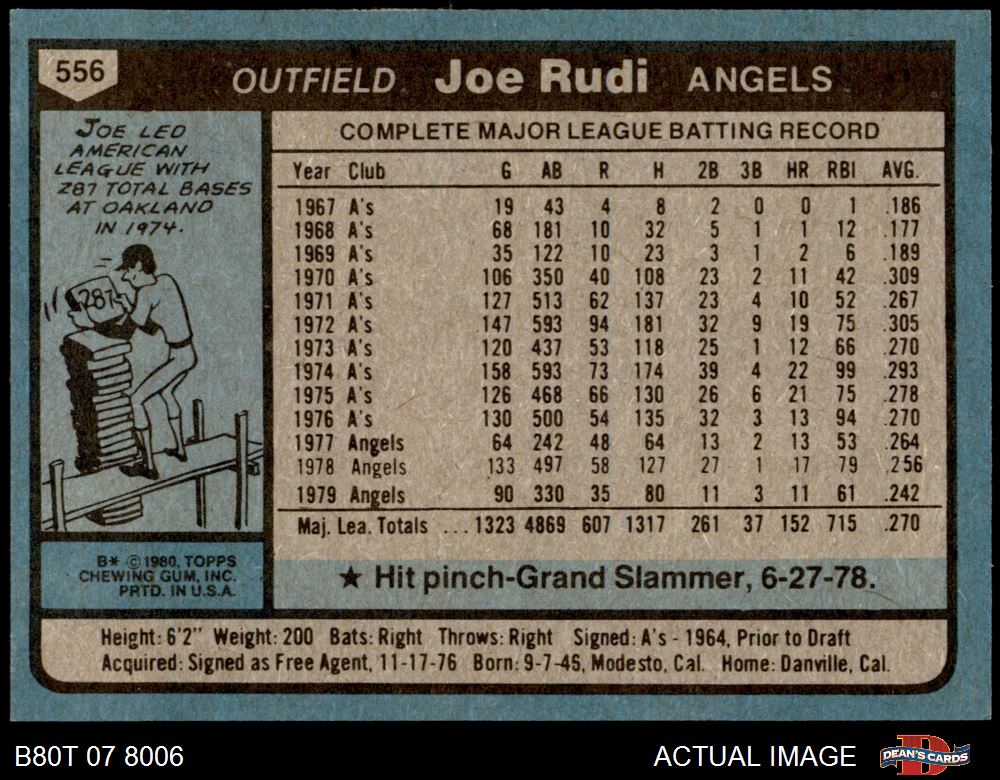 556
OUTFIELD Joe Rudi ANGELS
JOE LED
AMERICAN
LEAGUE WITH
287 TOTAL BASES
AT OAKLAND
IN 1974.
287
COMPLETE MAJOR LEAGUE BATTING RECORD
Year Club G AB R H 2B 3B HR RBI AVG.
1967 A's 19 43 4 8 2 0 0 1 .186
1968 A's 68 181 10 32 5 1 1 12 .177
1969 A's 35 122 10 23 3 1 2 6 .189
1970 A's 106 350 40 108 23 2 11 42 .309
1971 A's 127 513 62 137 23 4 10 52 .267
1972 A's 147 593 94 181 32 9 19 75 .305
1973 A's 120 437 53 118 25 1 12 66 .270
1974 A's 158 593 73 174 39 4 22 99 .293
1975 A's 126 468 66 130 26 6 21 75 .278
1976 A's 130 500 54 135 32 3 13 94 .270
1977 Angels 64 242 48 64 13 2 13 53 .264
1978 Angels 133 497 58 127 27 1 17 79 .256
1979 Angels 90 330 35 80 11 3 11 61 .242
Maj. Lea. Totals ... 1323 4869 607 1317 261 37 152 715 .270
B* © 1980, TOPPS
CHEWING GUM, INC.
PRTD. IN U.S.A.
★ Hit pinch-Grand Slammer, 6-27-78.
Height: 6'2" Weight: 200 Bats: Right Throws: Right Signed: A's - 1964, Prior to Draft
Acquired: Signed as Free Agent, 11-17-76 Born: 9-7-46, Modesto, Cal. Home: Danville, Cal.
B80T 07 8006
ACTUAL IMAGE
D
DEAN'S CARDS